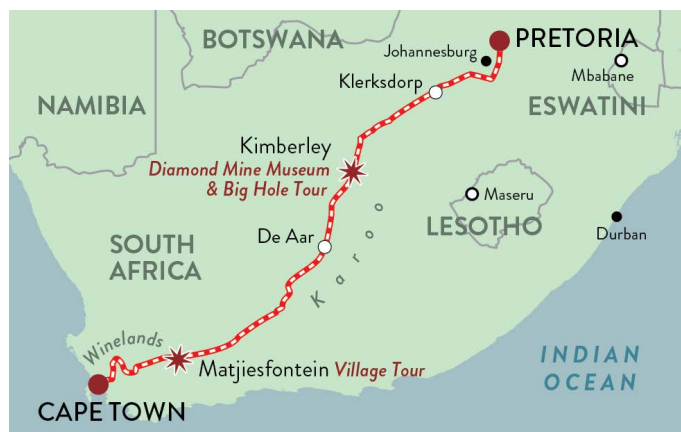 BOTSWANA
PRETORIA
Johannesburg
Mbabane
Klerksdorp
NAMIBIA
ESWATINI
Kimberley
Diamond Mine Museum
& Big Hole Tour
Maseru
LESOTHO
Durban
De Aar
Karoo
SOUTH
AFRICA
Winelands
INDIAN
OCEAN
Matjiesfontein Village Tour
CAPE TOWN